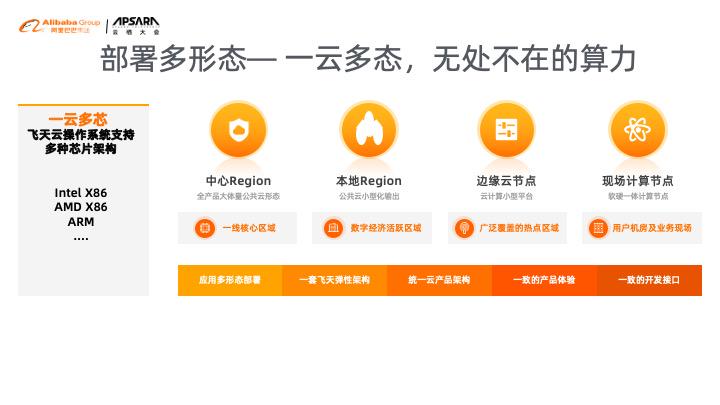 Alibaba Group
阿里巴巴集团
APSARA
云栖大会
部署多形态— 一云多态，无处不在的算力
一云多芯
飞天云操作系统支持
多种芯片架构
Intel X86
AMD X86
ARM
....
中心Region
全产品大体量公共云形态
一线核心区域
本地Region
公共云小型化输出
数字经济活跃区域
边缘云节点
云计算小型平台
广泛覆盖的热点区域
现场计算节点
软硬一体计算节点
用户机房及业务现场
应用多形态部署
一套飞天弹性架构
统一云产品架构
一致的产品体验
一致的开发接口